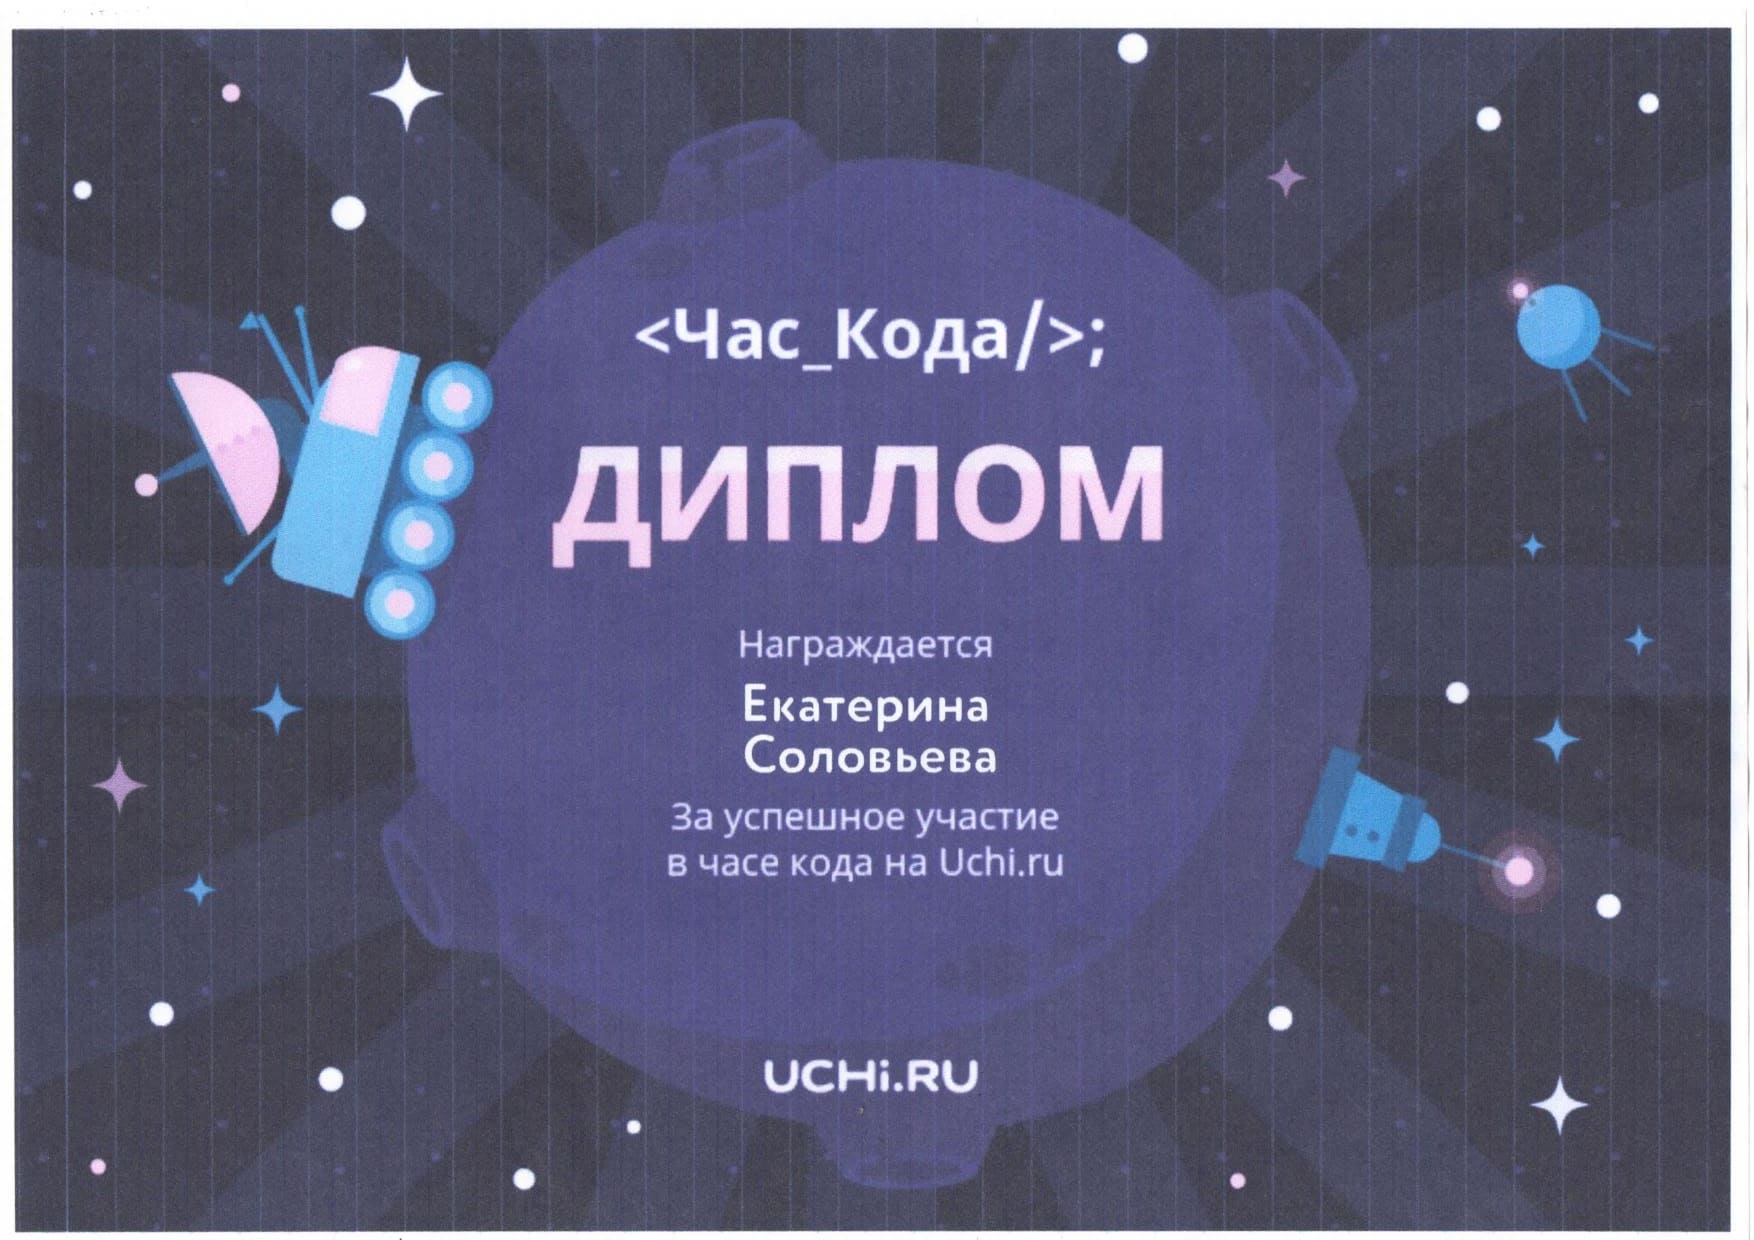 <Час_Кода/>;
ДИПЛОМ
Награждается
Екатерина
Соловьева
За успешное участие
в часе кода на Uchi.ru
UCHi.RU